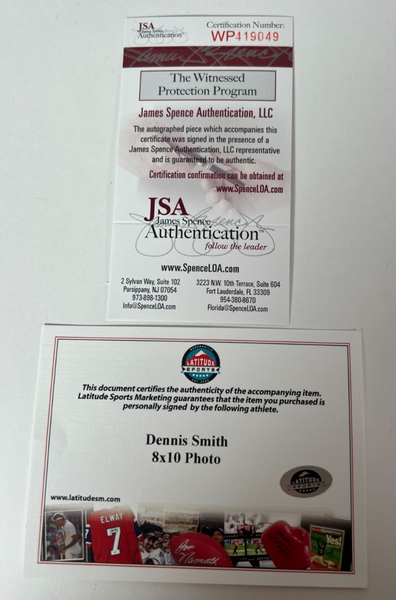 JSA
James Spence
Authentication
Certification Number:
WP419049
The Witnessed
Protection Program
James Spence Authentication, LLC
The autographed piece which accompanies this
certificate was signed in the presence of a
James Spence Authentication, LLC representative
and is guaranteed to be authentic.
Certification confirmation can be obtained at
www.SpenceLOA.com
JSA
James Spence
Authentication™
follow the leader
www.SpenceLOA.com
2 Sylvan Way, Suite 102
Parsippany, NJ 07054
973-898-1300
Info@SpenceLOA.com
3223 N.W. 10th Terrace, Suite 604
Fort Lauderdale, FL 33309
954-380-8670
Florida@SpenceLOA.com
LATITUDE
SPORTS
This document certifies the authenticity of the accompanying item.
Latitude Sports Marketing guarantees that the item you purchased is
personally signed by the following athlete.
Dennis Smith
8x10 Photo
LATITUDE
SPORTS
www.latitudesm.com
ELWAY
7
Joe Namath
Yes!